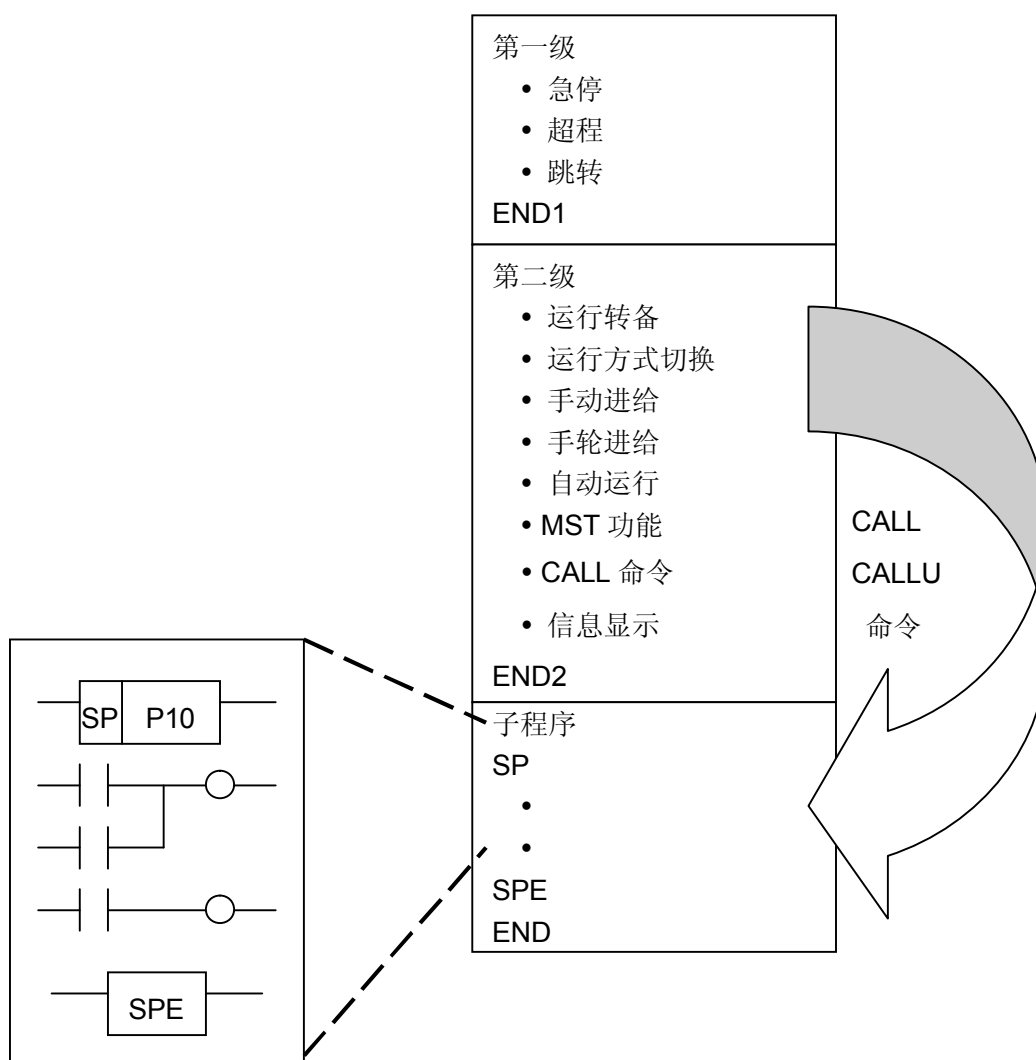 第一级
• 急停
• 超程
• 跳转
END1
第二级
• 运行转备
• 运行方式切换
• 手动进给
• 手轮进给
• 自动运行
• MST 功能
• CALL 命令
• 信息显示
END2
CALL
CALLU
命令
子程序
SP
•
•
SPE
END
SP P10
SPE